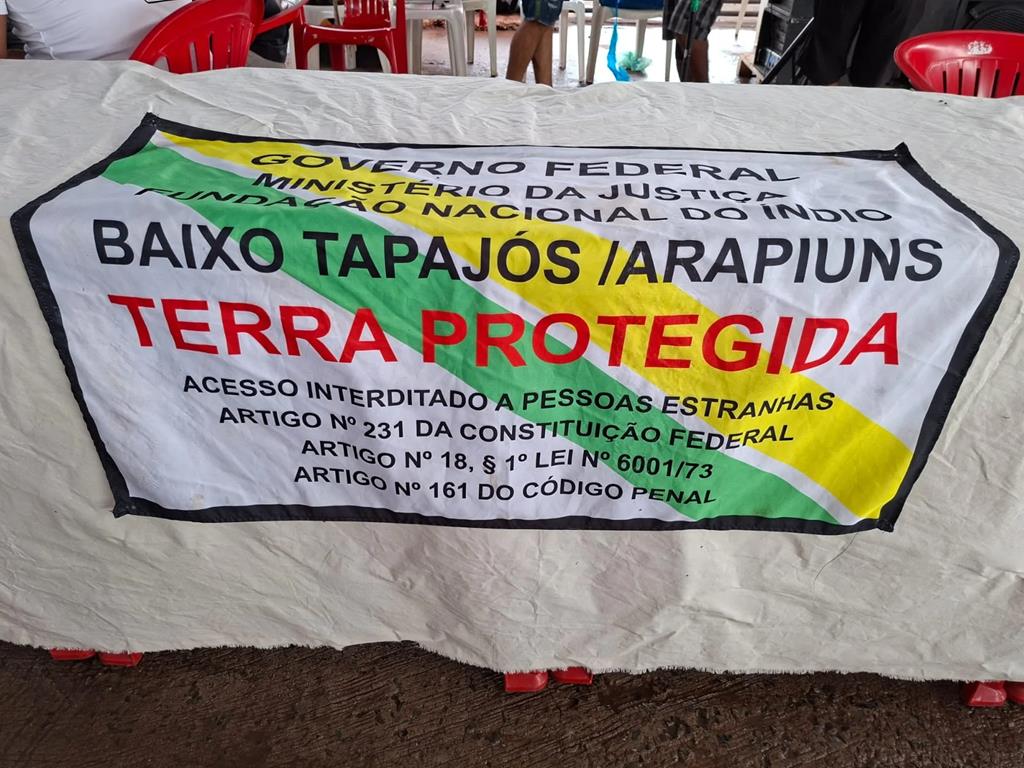 GOVERNO FEDERAL
MINISTÉRIO DA JUSTIÇA
FUNDAÇÃO NACIONAL DO ÍNDIO
BAIXO TAPAJÓS /ARAPIUNS
TERRA PROTEGIDA
ACESSO INTERDITADO A PESSOAS ESTRANHAS
ARTIGO Nº 231 DA CONSTITUIÇÃO FEDERAL
ARTIGO Nº 18, § 1º LEI Nº 6001/73
ARTIGO Nº 161 DO CÓDIGO PENAL